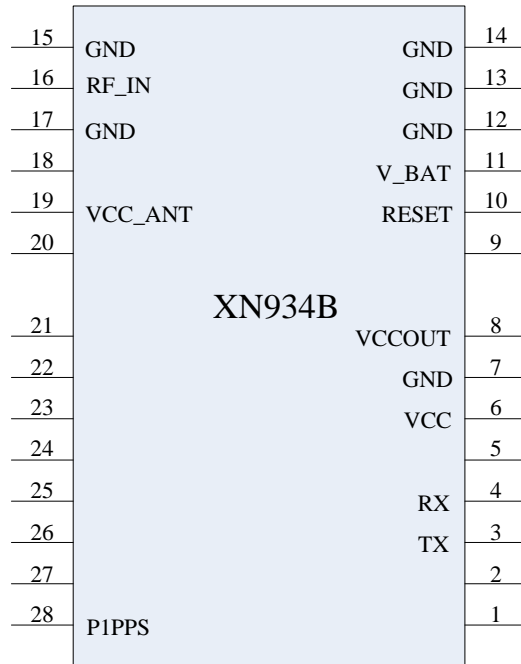 15 GND GND 14
16 RF_IN GND 13
17 GND GND 12
18 V_BAT 11
19 VCC_ANT RESET 10
20 9
XN934B
21 VCCOUT 8
22 GND 7
23 VCC 6
24 5
25 RX 4
26 TX 3
27 2
28 P1PPS 1